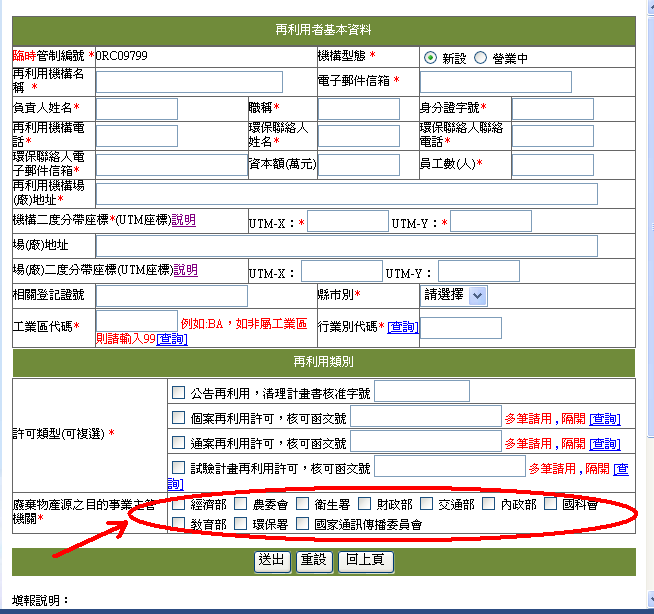 再利用者基本資料
臨時管制編號 *0RC09799 機構型態 * 新設 營業中
再利用機構名稱 * 電子郵件信箱 *
負責人姓名* 職稱* 身分證字號*
再利用機構電話* 環保聯絡人姓名* 環保聯絡人聯絡電話*
環保聯絡人電子郵件信箱* 資本額(萬元) 員工數(人)*
再利用機構場(廠)地址*
機構二度分帶座標*(UTM座標)說明 UTM-X：* UTM-Y：*
場(廠)地址
場(廠)二度分帶座標(UTM座標)說明 UTM-X： UTM-Y：
相關登記證號 縣市別* 請選擇
工業區代碼* 例如:BA，如非屬工業區則請輸入99[查詢] 行業別代碼* [查詢]
再利用類別
許可類型(可複選) *
公告再利用，清理計畫書核准字號
個案再利用許可，核可函文號 多筆請用 , 隔開 [查詢]
通案再利用許可，核可函文號 多筆請用 , 隔開 [查詢]
試驗計畫再利用許可，核可函文號 多筆請用 , 隔開 [查詢]
廢棄物產源之目的事業主管機關*
經濟部 農委會 衛生署 財政部 交通部 內政部 國科會
教育部 環保署 國家通訊傳播委員會
送出 重設 回上頁
填報說明：